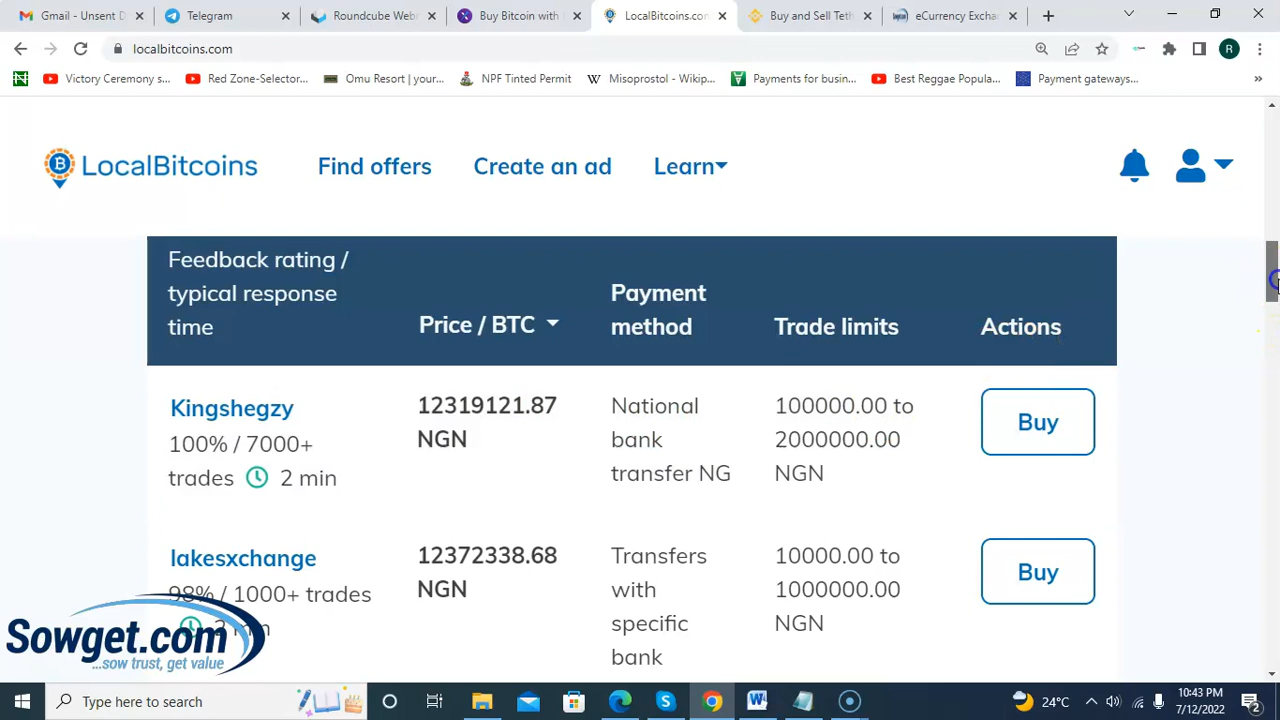 Gmail - Unsent D
Telegram
Roundcube Web
Buy Bitcoin with
LocalBitcoins.com
Buy and Sell Teth
eCurrency Exchan
localbitcoins.com
R
Victory Ceremony s...
Red Zone-Selector...
Omu Resort | your...
NPF Tinted Permit
Misoprostol - Wikip...
Payments for busin...
Best Reggae Popula...
Payment gateways...
LocalBitcoins
Find offers
Create an ad
Learn
Feedback rating /
typical response
time
Price / BTC
Payment
method
Trade limits
Actions
Kingshegzy
100% / 7000+
trades 2 min
12319121.87
NGN
National
bank
transfer NG
100000.00 to
2000000.00
NGN
Buy
lakesxchange
98% / 1000+ trades
12372338.68
NGN
Transfers
with
specific
bank
10000.00 to
1000000.00
NGN
Buy
Sowget.com
...sow trust, get value
Type here to search
24°C
10:43 PM
7/12/2022
2